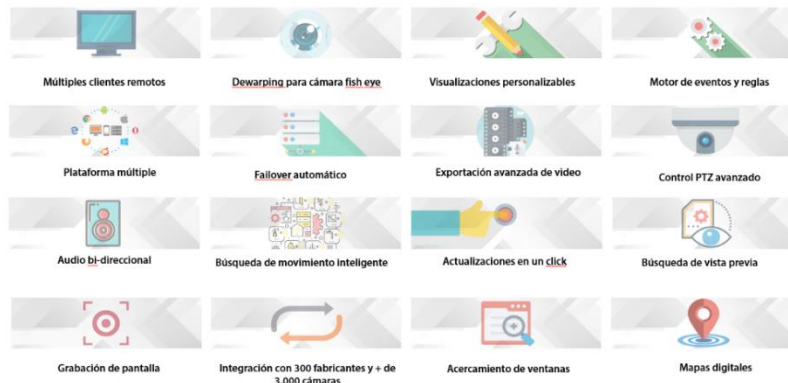 Múltiples clientes remotos
Dewarping para cámara fish eye
Visualizaciones personalizables
Motor de eventos y reglas
Plataforma múltiple
Failover automático
Exportación avanzada de video
Control PTZ avanzado
Audio bi-direccional
Búsqueda de movimiento inteligente
Actualizaciones en un click
Búsqueda de vista previa
Grabación de pantalla
Integración con 300 fabricantes y + de
3,000 cámaras
Acercamiento de ventanas
Mapas digitales